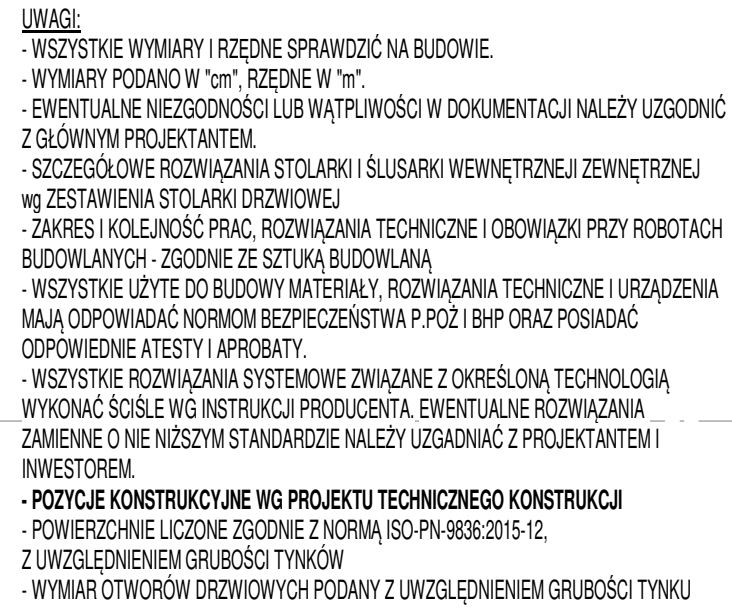 UWAGI:
- WSZYSTKIE WYMIARY I RZĘDNE SPRAWDZIĆ NA BUDOWIE.
- WYMIARY PODANO W "cm", RZĘDNE W "m".
- EWENTUALNE NIEZGODNOŚCI LUB WĄTPLIWOŚCI W DOKUMENTACJI NALEŻY UZGODNIĆ
Z GŁÓWNYM PROJEKTANTEM.
- SZCZEGÓŁOWE ROZWIĄZANIA STOLARKI I ŚLUSARKI WEWNĘTRZNEJI ZEWNĘTRZNEJ
wg ZESTAWIENIA STOLARKI DRZWIOWEJ
- ZAKRES I KOLEJNOŚĆ PRAC, ROZWIĄZANIA TECHNICZNE I OBOWIĄZKI PRZY ROBOTACH
BUDOWLANYCH - ZGODNIE ZE SZTUKĄ BUDOWLANĄ
- WSZYSTKIE UŻYTE DO BUDOWY MATERIAŁY, ROZWIĄZANIA TECHNICZNE I URZĄDZENIA
MAJĄ ODPOWIADAĆ NORMOM BEZPIECZEŃSTWA P.POŻ I BHP ORAZ POSIADAĆ
ODPOWIEDNIE ATESTY I APROBATY.
- WSZYSTKIE ROZWIĄZANIA SYSTEMOWE ZWIĄZANE Z OKREŚLONĄ TECHNOLOGIĄ
WYKONAĆ ŚCIŚLE WG INSTRUKCJI PRODUCENTA. EWENTUALNE ROZWIĄZANIA
ZAMIENNE O NIE NIŻSZYM STANDARDZIE NALEŻY UZGADNIAĆ Z PROJEKTANTEM I
INWESTOREM.
- POZYCJE KONSTRUKCYJNE WG PROJEKTU TECHNICZNEGO KONSTRUKCJI
- POWIERZCHNIE LICZONE ZGODNIE Z NORMĄ ISO-PN-9836:2015-12,
Z UWZGLĘDNIENIEM GRUBOŚCI TYNKÓW
- WYMIAR OTWORÓW DRZWIOWYCH PODANY Z UWZGLĘDNIENIEM GRUBOŚCI TYNKU